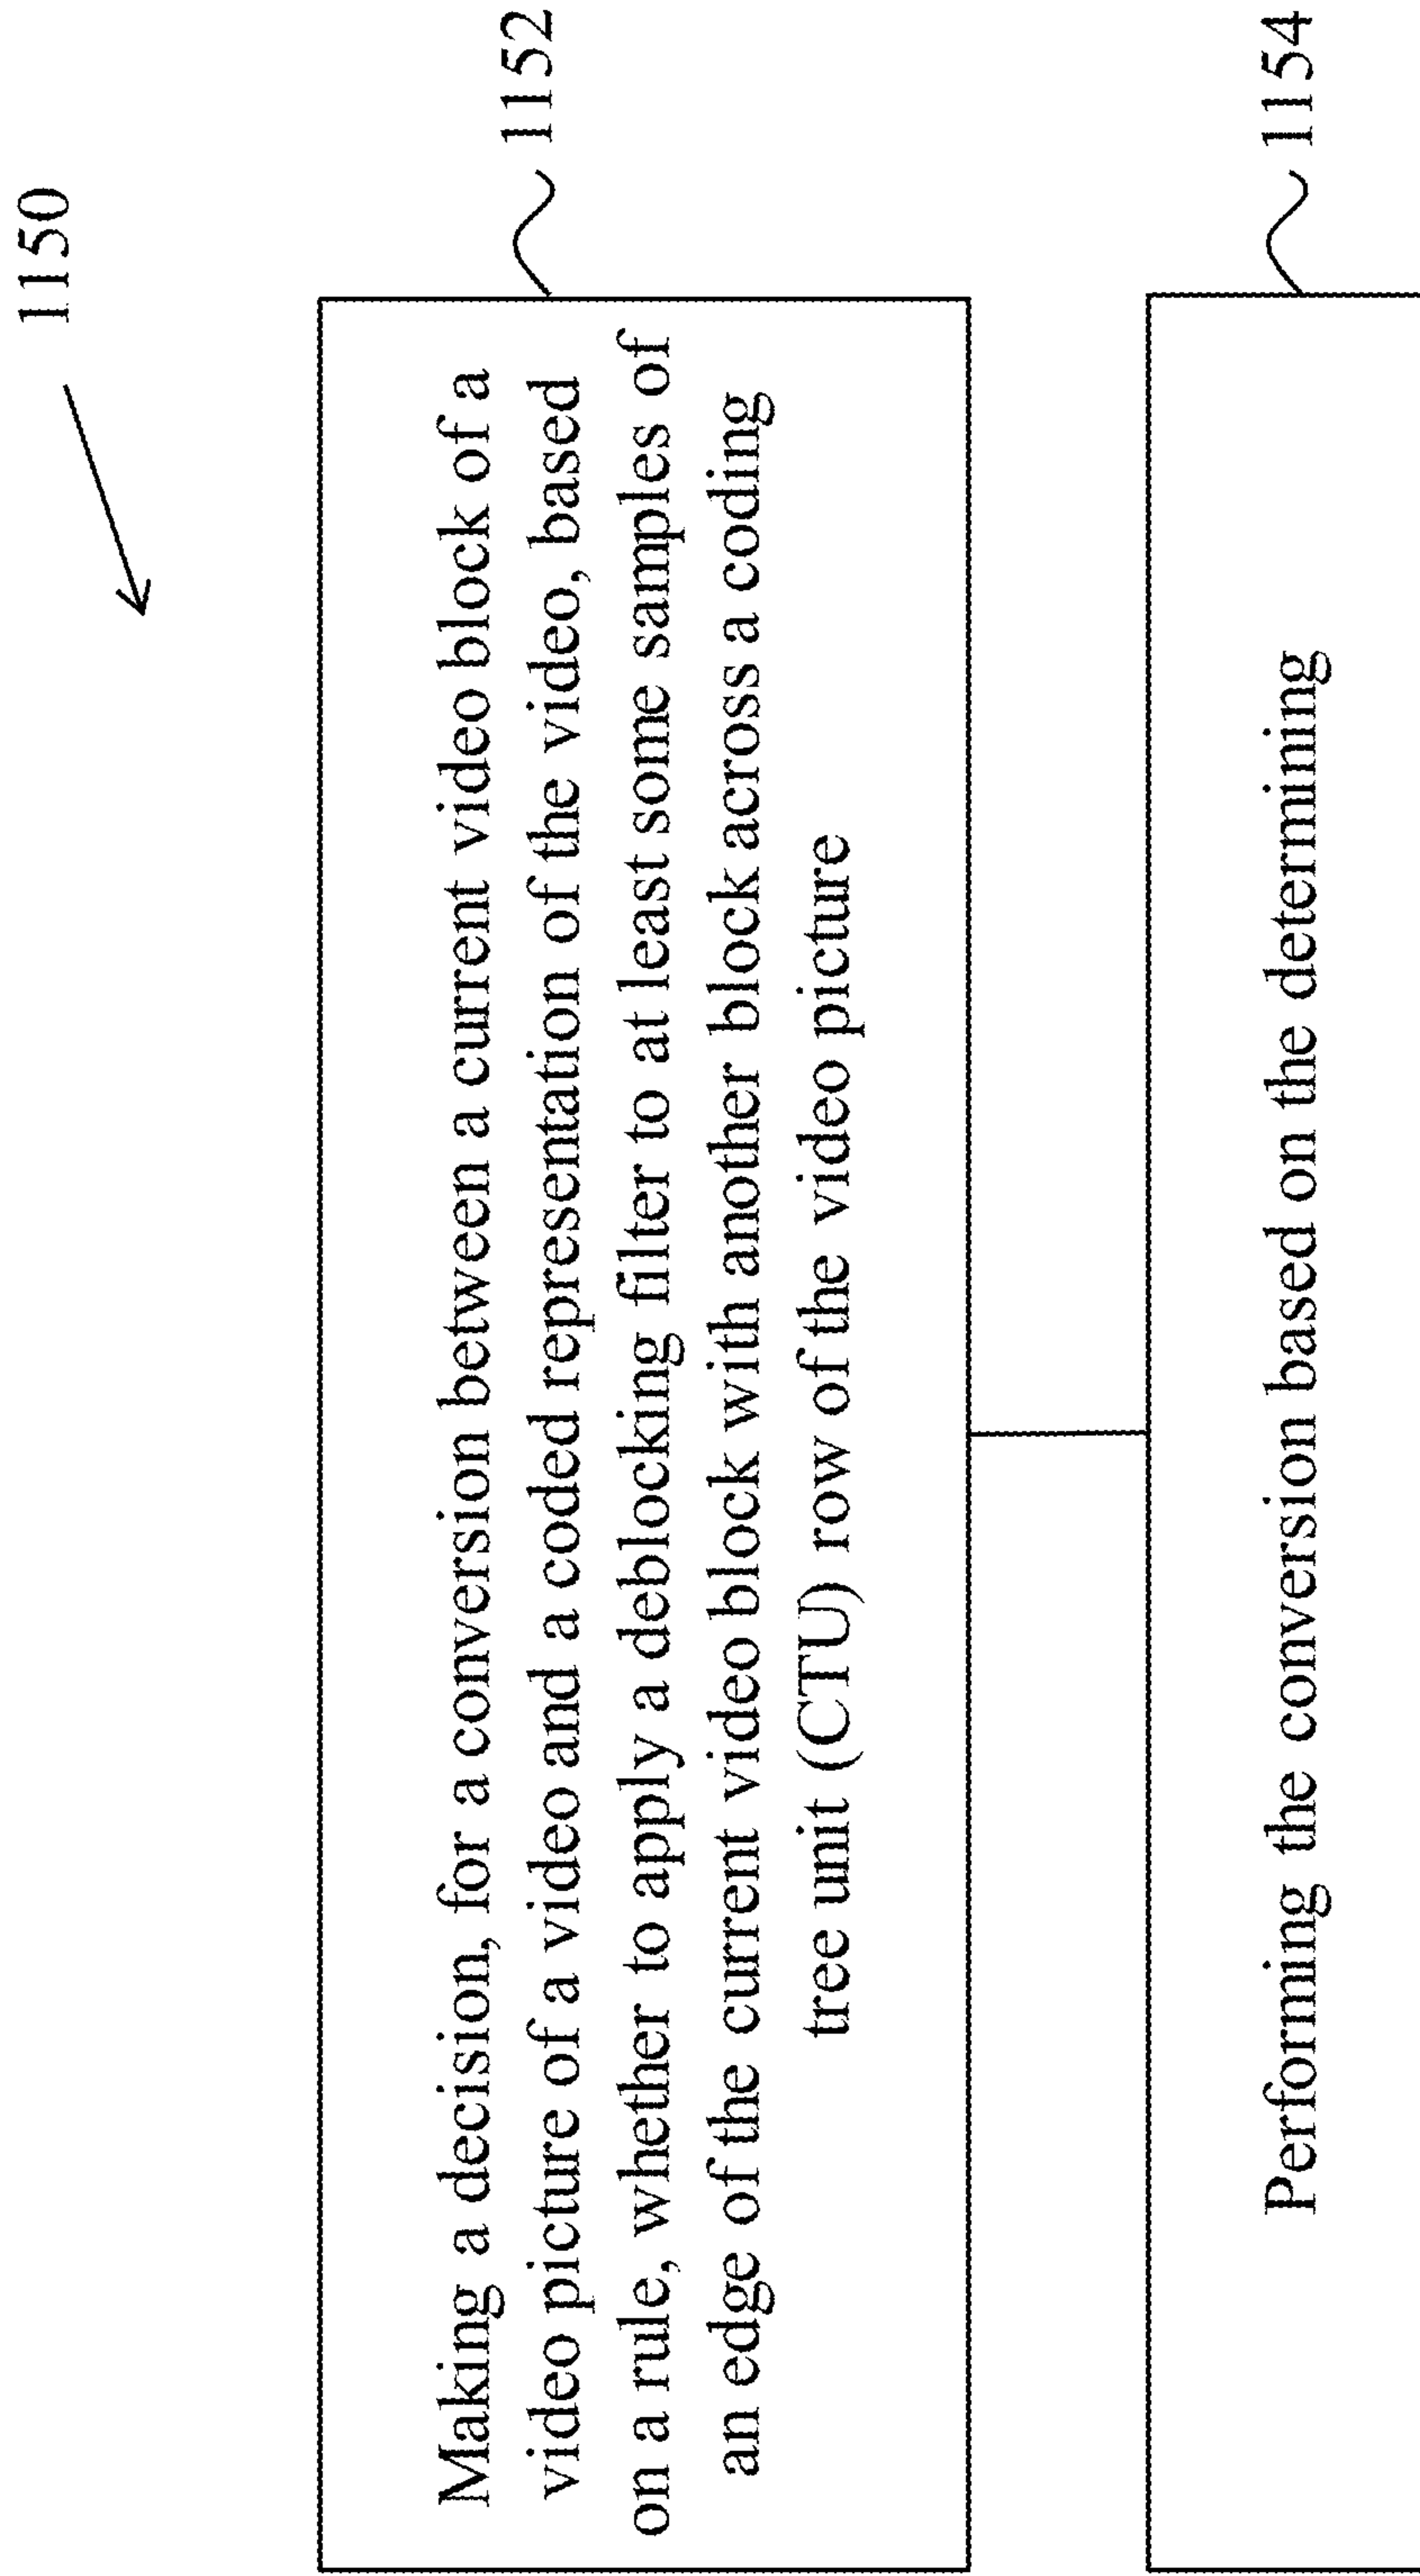 1150
Making a decision, for a conversion between a current video block of a
video picture of a video and a coded representation of the video, based
on a rule, whether to apply a deblocking filter to at least some samples of
an edge of the current video block with another block across a coding
tree unit (CTU) row of the video picture
1152
Performing the conversion based on the determining
1154